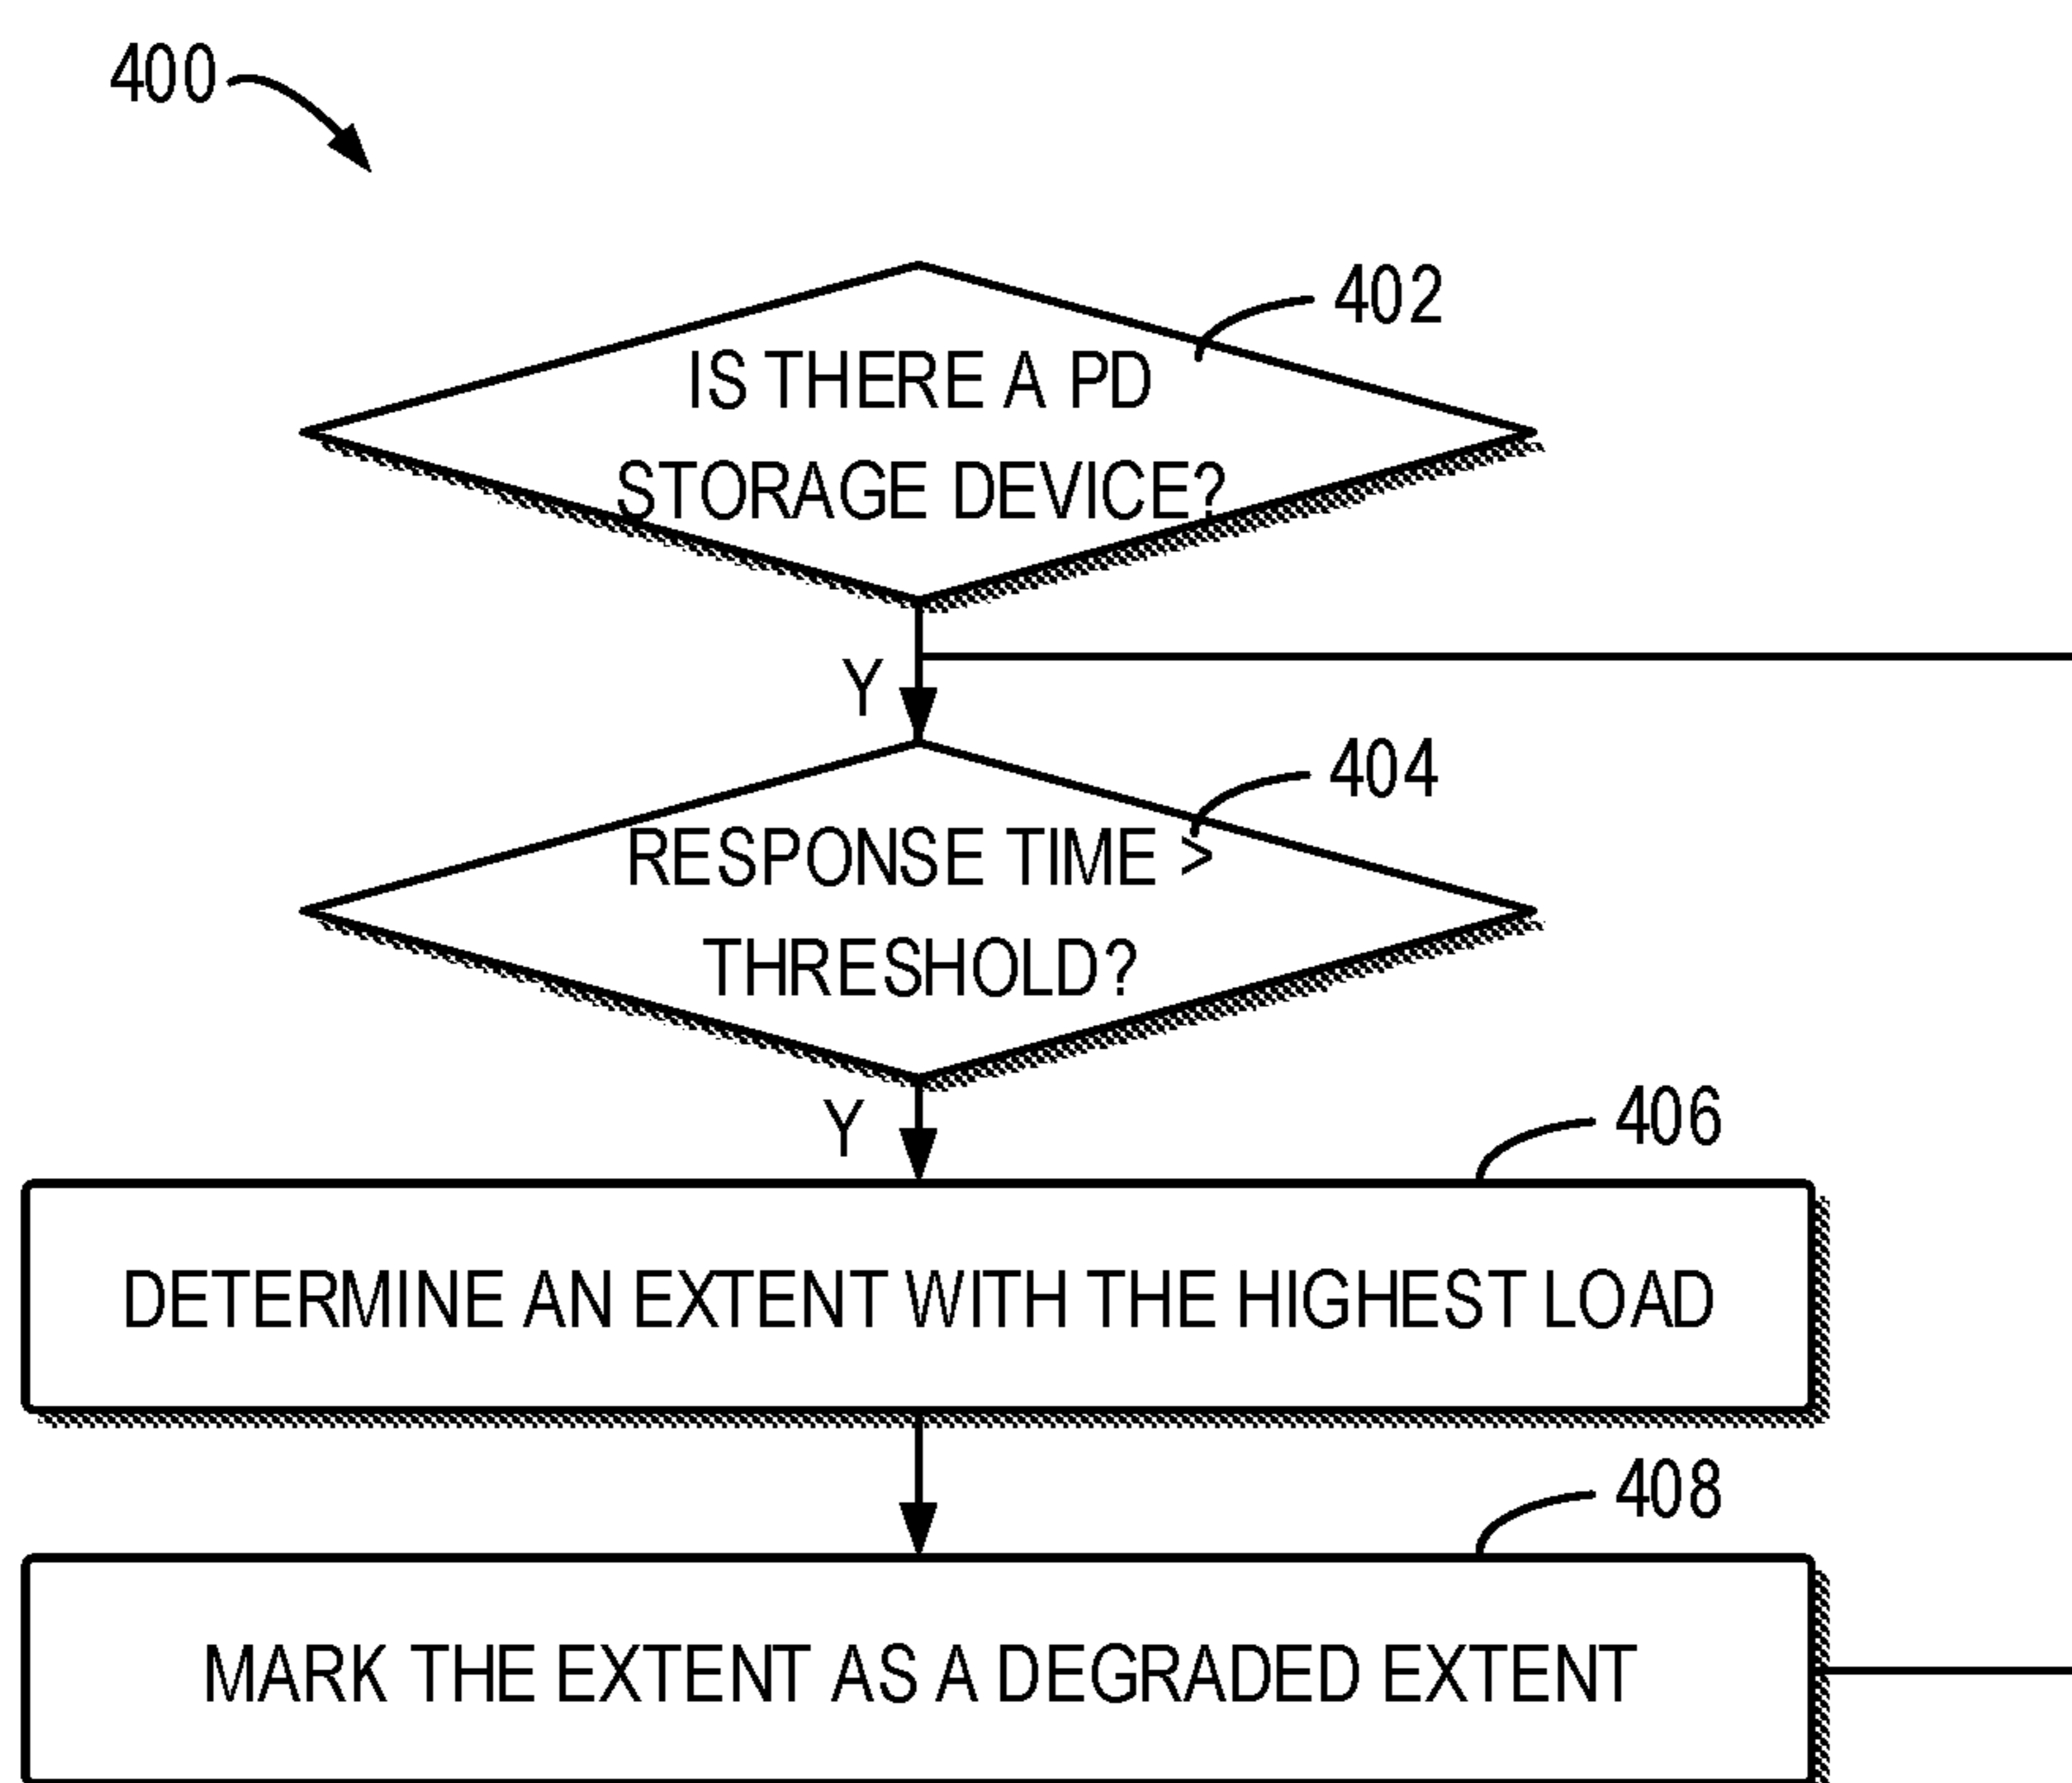 400
402
IS THERE A PD
STORAGE DEVICE?
Y
404
RESPONSE TIME >
THRESHOLD?
Y
406
DETERMINE AN EXTENT WITH THE HIGHEST LOAD
408
MARK THE EXTENT AS A DEGRADED EXTENT